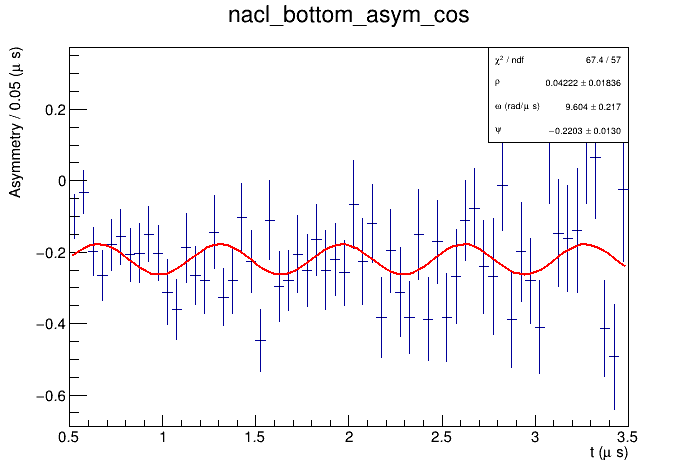 nacl_bottom_asym_cos
Asymmetry / 0.05 (μ s)
χ² / ndf 67.4 / 57
ρ 0.04222 ± 0.01836
ω (rad/μ s) 9.604 ± 0.217
ψ −0.2203 ± 0.0130
0.2
0
−0.2
−0.4
−0.6
0.5 1 1.5 2 2.5 3 3.5
t (μ s)